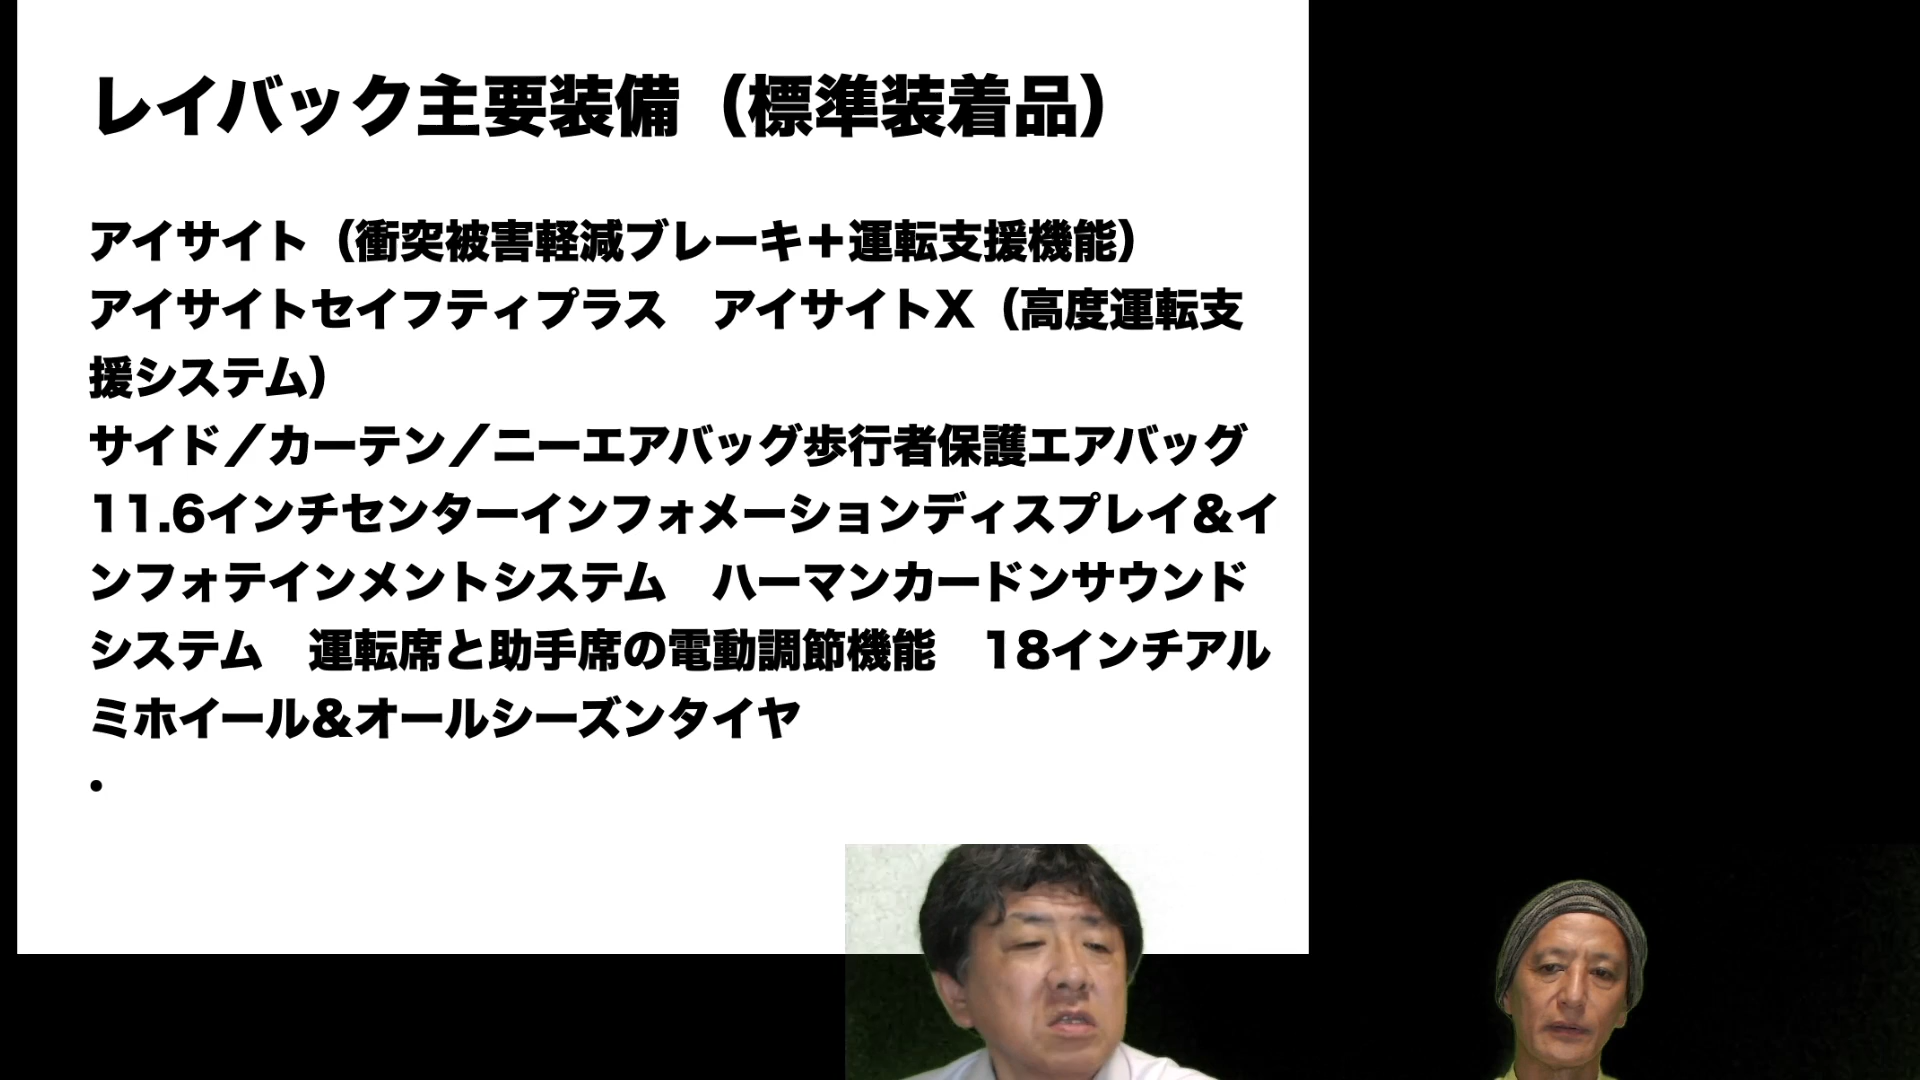 レイバック主要装備（標準装着品）
アイサイト（衝突被害軽減ブレーキ＋運転支援機能）
アイサイトセイフティプラス　アイサイトX（高度運転支
援システム）
サイド／カーテン／ニーエアバッグ歩行者保護エアバッグ
11.6インチセンターインフォメーションディスプレイ&イ
ンフォテインメントシステム　ハーマンカードンサウンド
システム　運転席と助手席の電動調節機能　18インチアル
ミホイール&オールシーズンタイヤ
•